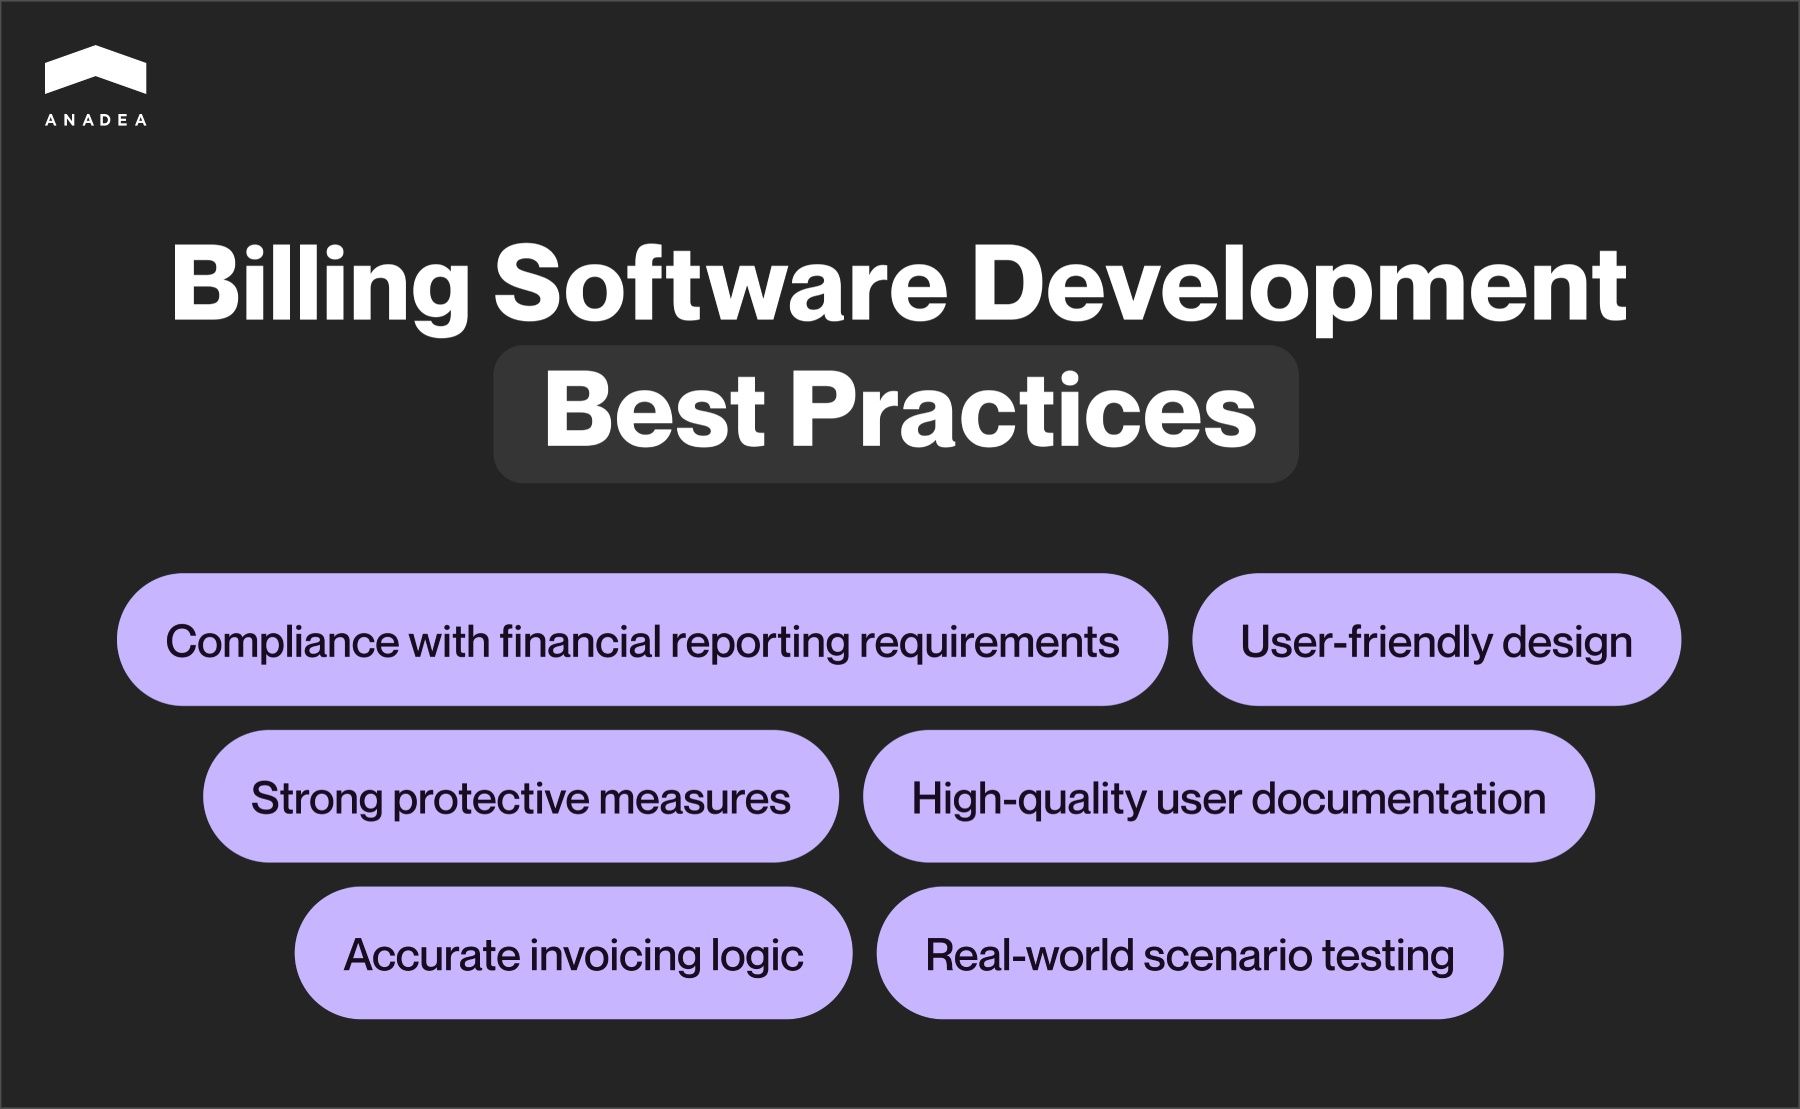 ANADEA
Billing Software Development
Best Practices
Compliance with financial reporting requirements
User-friendly design
Strong protective measures
High-quality user documentation
Accurate invoicing logic
Real-world scenario testing